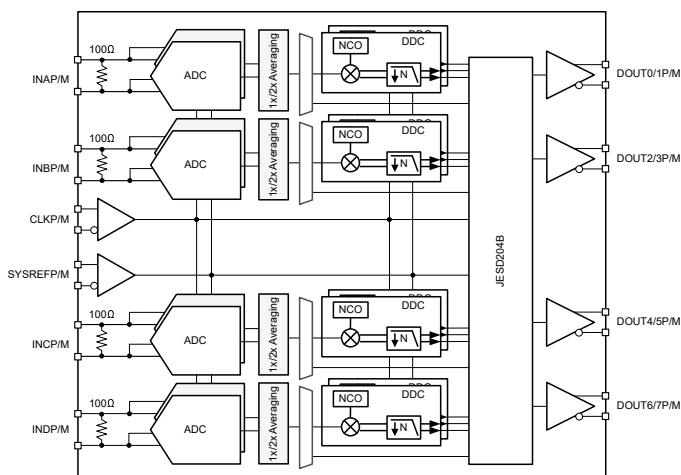 100Ω
INAP/M
ADC
1x/2x Averaging
NCO
DDC
N
DOUT0/1P/M
100Ω
INBP/M
ADC
1x/2x Averaging
DDC
NCO
DDC
N
DOUT2/3P/M
CLKP/M
SYSREFP/M
JESD204B
100Ω
INCP/M
ADC
1x/2x Averaging
DDC
NCO
DDC
N
DOUT4/5P/M
100Ω
INDP/M
ADC
1x/2x Averaging
DDC
NCO
DDC
N
DOUT6/7P/M